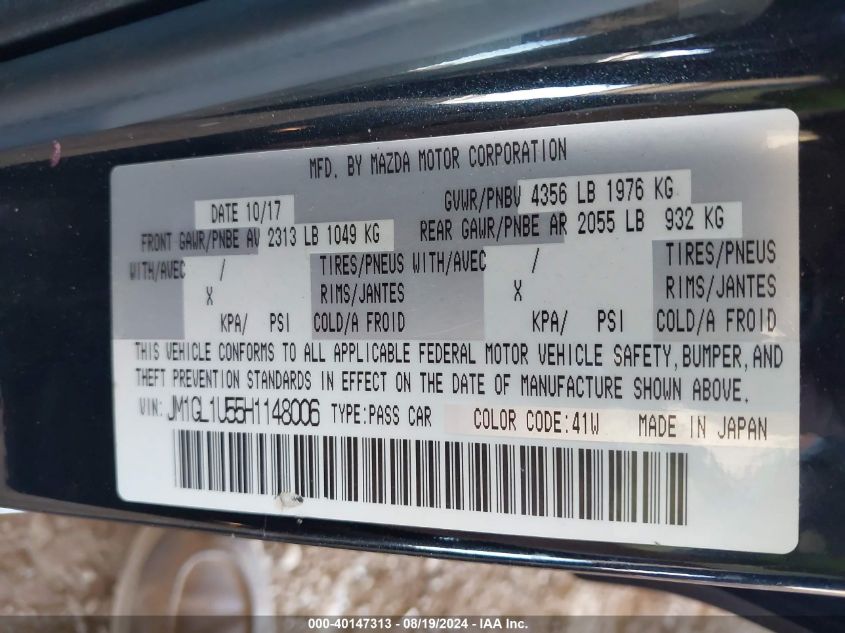 MFD. BY MAZDA MOTOR CORPORATION
DATE 10/17 GVWR/PNBV 4356 LB 1976 KG
FRONT GAWR/PNBE AV 2313 LB 1049 KG REAR GAWR/PNBE AR 2055 LB 932 KG
WITH/AVEC / TIRES/PNEUS WITH/AVEC / TIRES/PNEUS
X RIMS/JANTES X RIMS/JANTES
KPA/ PSI COLD/A FROID KPA/ PSI COLD/A FROID
THIS VEHICLE CONFORMS TO ALL APPLICABLE FEDERAL MOTOR VEHICLE SAFETY, BUMPER, AND
THEFT PREVENTION STANDARDS IN EFFECT ON THE DATE OF MANUFACTURE SHOWN ABOVE.
VIN: JM1GL1U55H1148006 TYPE:PASS CAR COLOR CODE:41W MADE IN JAPAN
000-40147313 - 08/19/2024 - IAA Inc.